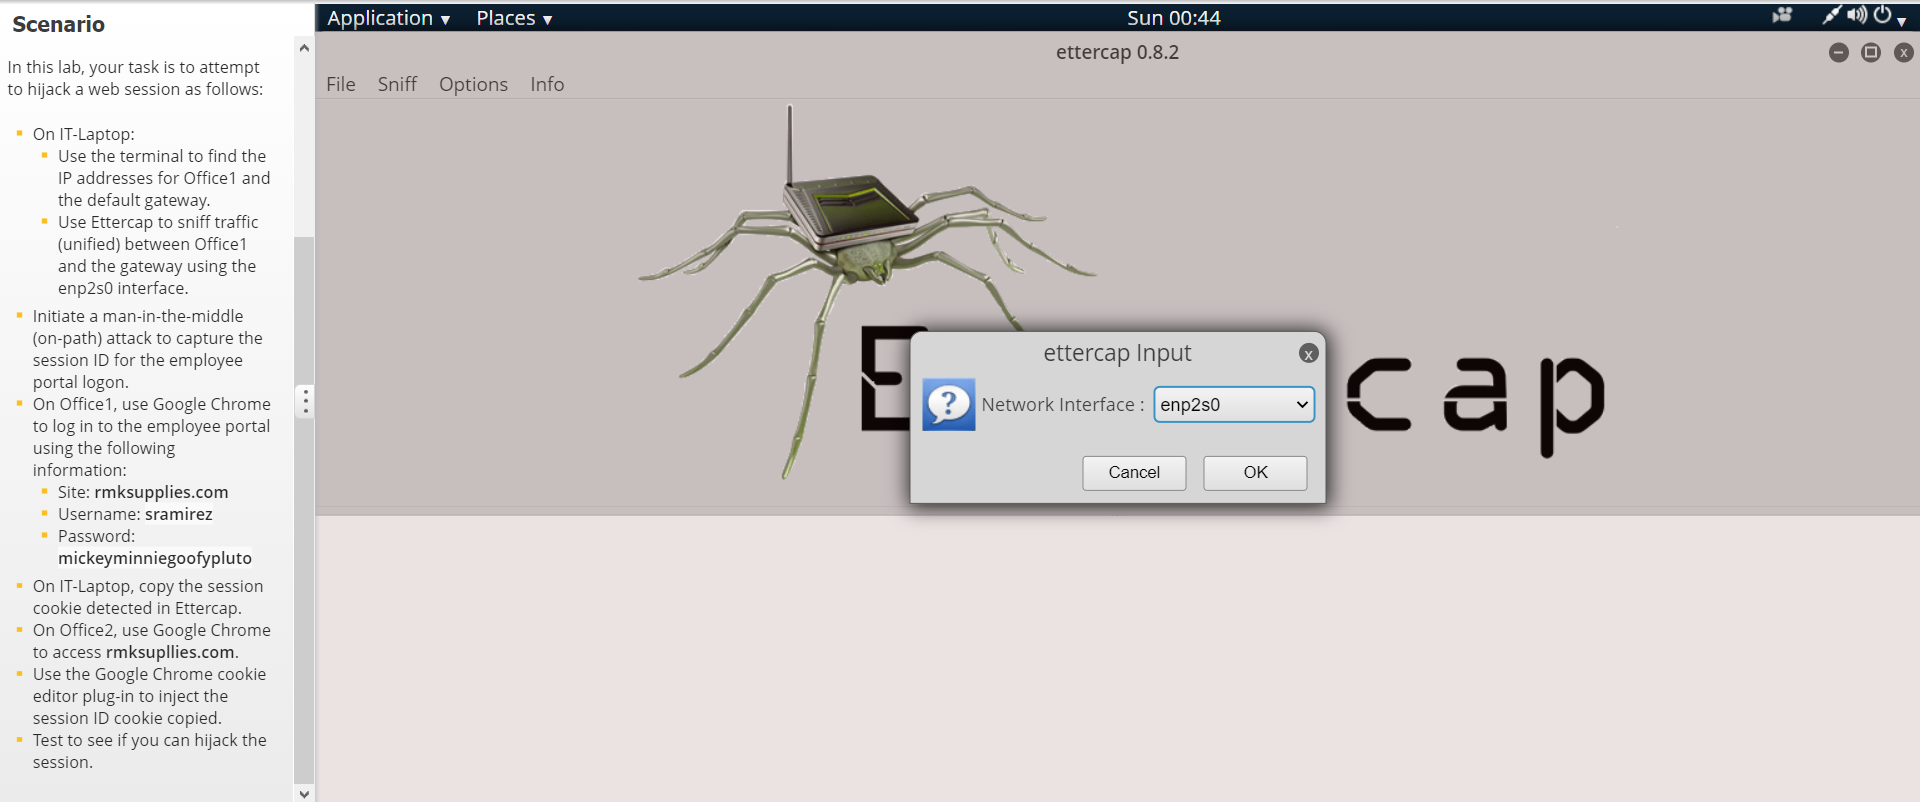 Scenario
In this lab, your task is to attempt
to hijack a web session as follows:
On IT-Laptop:
Use the terminal to find the
IP addresses for Office1 and
the default gateway.
Use Ettercap to sniff traffic
(unified) between Office1
and the gateway using the
enp2s0 interface.
Initiate a man-in-the-middle
(on-path) attack to capture the
session ID for the employee
portal logon.
On Office1, use Google Chrome
to log in to the employee portal
using the following
information:
Site: rmksupplies.com
Username: sramirez
Password:
mickeyminniegoofypluto
On IT-Laptop, copy the session
cookie detected in Ettercap.
On Office2, use Google Chrome
to access rmksupllies.com.
Use the Google Chrome cookie
editor plug-in to inject the
session ID cookie copied.
Test to see if you can hijack the
session.
Application Places Sun 00:44
ettercap 0.8.2
File Sniff Options Info
E cap
ettercap Input
Network Interface : enp2s0
Cancel OK